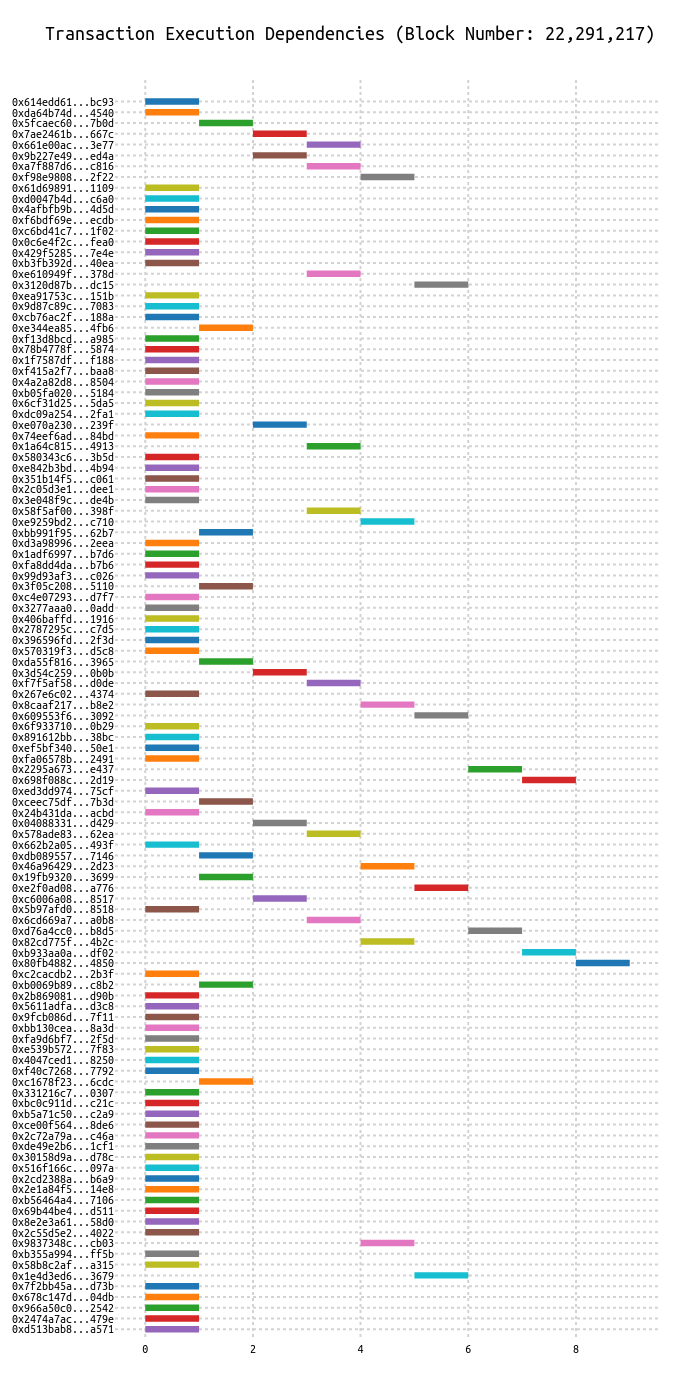 Transaction Execution Dependencies (Block Number: 22,291,217)
0x614edd61...bc93
0xda64b74d...4540
0x5fcaec60...7b0d
0x7ae2461b...667c
0x661e00ac...3e77
0x9b227e49...ed4a
0xa7f887d6...c816
0xf98e9808...2f22
0x61d69891...1109
0xd0047b4d...c6a0
0x4afbfb9b...4d5d
0xf6bdf69e...ecdb
0xc6bd41c7...1f02
0x0c6e4f2c...fea0
0x429f5285...7e4e
0xb3fb392d...40ea
0xe610949f...378d
0x3120d87b...dc15
0xea91753c...151b
0x9d87c89c...7083
0xcb76ac2f...188a
0xe344ea85...4fb6
0xf13d8bcd...a985
0x78b4778f...5874
0x1f7587df...f188
0xf415a2f7...baa8
0x4a2a82d8...8504
0xb05fa020...5184
0x6cf31d25...5da5
0xdc09a254...2fa1
0xe070a230...239f
0x74eef6ad...84bd
0x1a64c815...4913
0x580343c6...3b5d
0xe842b3bd...4b94
0x351b14f5...c061
0x2c05d3e1...dee1
0x3e048f9c...de4b
0x58f5af00...398f
0xe9259bd2...c710
0xbb991f95...62b7
0xd3a98996...2eea
0x1adf6997...b7d6
0xfa8dd4da...b7b6
0x99d93af3...c026
0x3f05c208...5110
0xc4e07293...d7f7
0x3277aaa0...0add
0x406baffd...1916
0x2787295c...c7d5
0x396596fd...2f3d
0x570319f3...d5c8
0xda55f816...3965
0x3d54c259...0b0b
0xf7f5af58...d0de
0x267e6c02...4374
0x8caaf217...b8e2
0x609553f6...3092
0x6f933710...0b29
0x891612bb...38bc
0xef5bf340...50e1
0xfa06578b...2491
0x2295a673...e437
0x698f088c...2d19
0xed3dd974...75cf
0xceec75df...7b3d
0x24b431da...acbd
0x04088331...d429
0x578ade83...62ea
0x662b2a05...493f
0xdb089557...7146
0x46a96429...2d23
0x19fb9320...3699
0xe2f0ad08...a776
0xc6006a08...8517
0x5b97afd0...8518
0x6cd669a7...a0b8
0xd76a4cc0...b8d5
0x82cd775f...4b2c
0xb933aa0a...df02
0x80fb4882...4850
0xc2cacdb2...2b3f
0xb0069b89...c8b2
0x2b869081...d90b
0x5611adfa...d3c8
0x9fcb086d...7f11
0xbb130cea...8a3d
0xfa9d6bf7...2f5d
0xe539b572...7f83
0x4047ced1...8250
0xf40c7268...7792
0xc1678f23...6cdc
0x331216c7...0307
0xbc0c911d...c21c
0xb5a71c50...c2a9
0xce00f564...8de6
0x2c72a79a...c46a
0xde49e2b6...1cf1
0x30158d9a...d78c
0x516f166c...097a
0x2cd2388a...b6a9
0x2e1a84f5...14e8
0xb56464a4...7106
0x69b44be4...d511
0x8e2e3a61...58d0
0x2c55d5e2...4022
0x9837348c...cb03
0xb355a994...ff5b
0x58b8c2af...a315
0x1e4d3ed6...3679
0x7f2bb45a...d73b
0x678c147d...04db
0x966a50c0...2542
0x2474a7ac...479e
0xd513bab8...a571
0 2 4 6 8